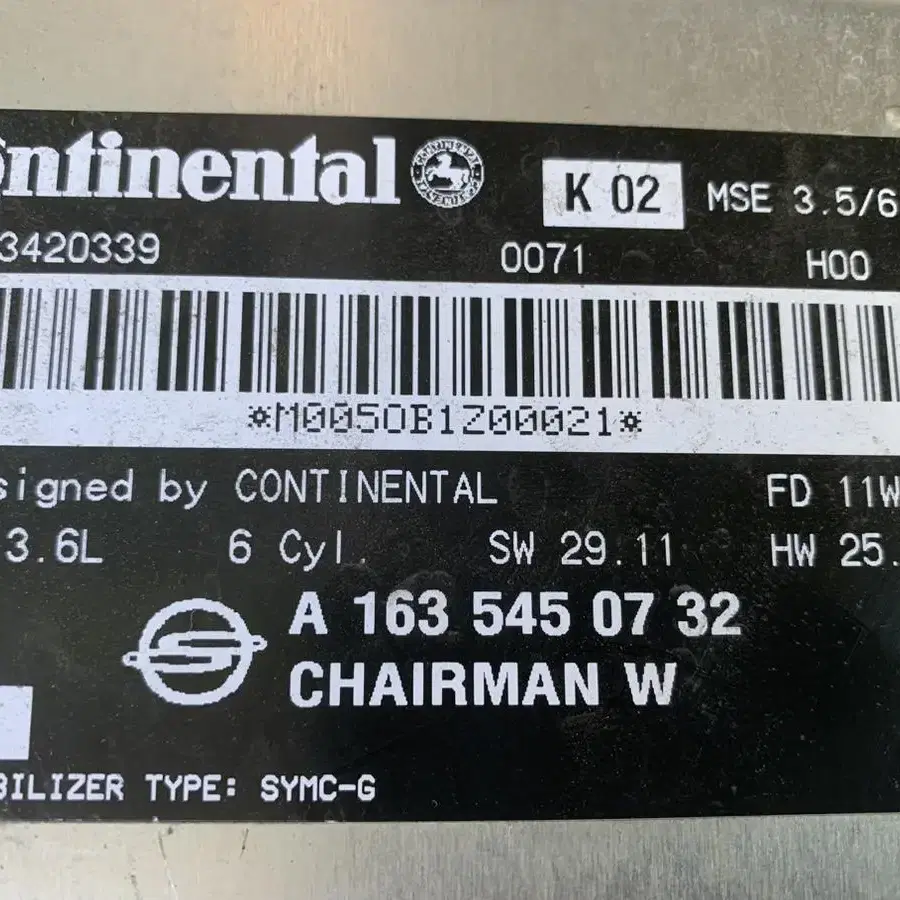 ontinental K 02 MSE 3.5/6
3420339 0071 H00
*M0050B1Z00021*
signed by CONTINENTAL FD 11W
3.6L 6 Cyl. SW 29.11 HW 25.
A 163 545 07 32
CHAIRMAN W
BILIZER TYPE: SYMC-G